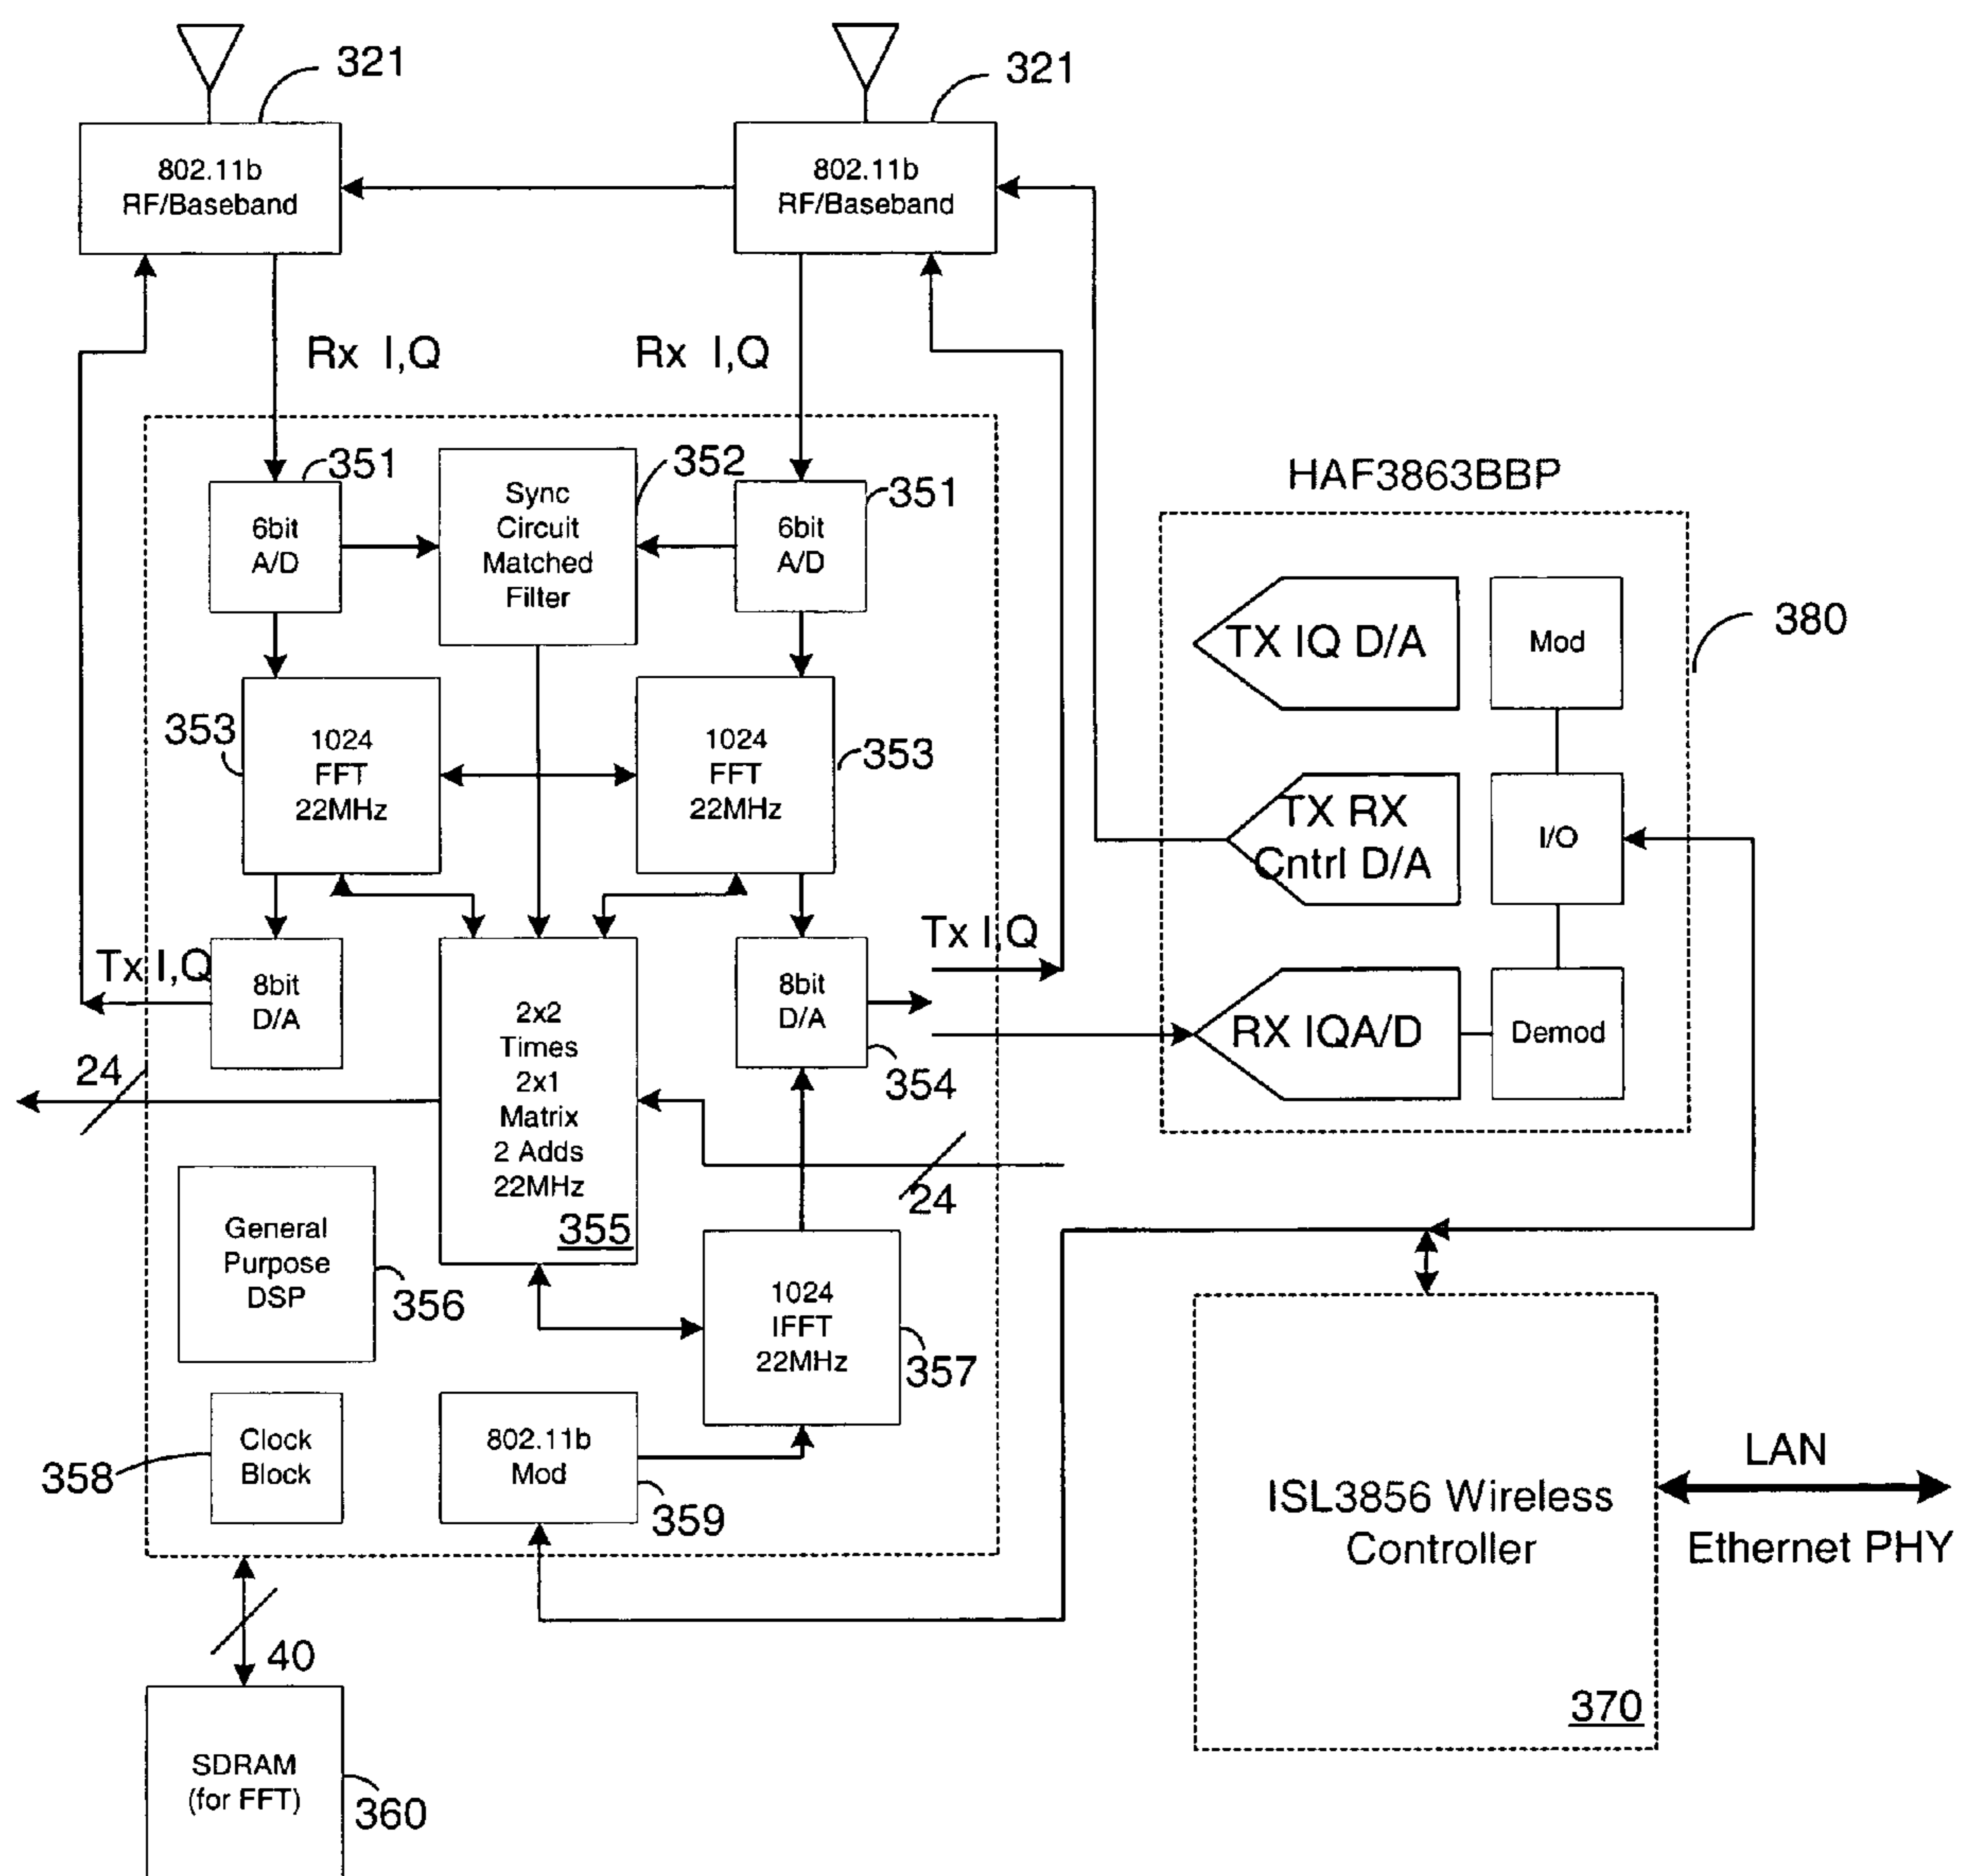 321
321
802.11b
RF/Baseband
802.11b
RF/Baseband
Rx I,Q
Rx I,Q
351
352
351
6bit
A/D
Sync
Circuit
Matched
Filter
6bit
A/D
HAF3863BBP
380
TX IQ D/A
Mod
353
1024
FFT
22MHz
1024
FFT
22MHz
353
TX RX
Cntrl D/A
I/O
Tx I,Q
8bit
D/A
2x2
Times
2x1
Matrix
2 Adds
22MHz
355
8bit
D/A
354
Tx I,Q
RX IQA/D
Demod
24
24
General
Purpose
DSP
356
1024
IFFT
22MHz
357
358
Clock
Block
802.11b
Mod
359
ISL3856 Wireless
Controller
370
LAN
Ethernet PHY
40
SDRAM
(for FFT)
360